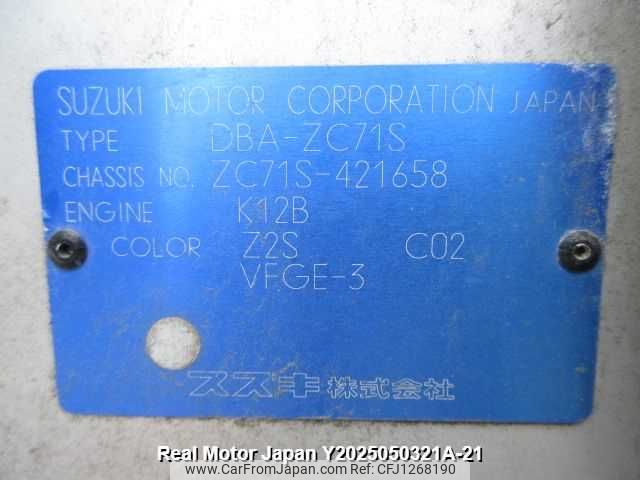 SUZUKI MOTOR CORPORATION JAPAN
TYPE DBA-ZC71S
CHASSIS NO. ZC71S-421658
ENGINE K12B
COLOR Z2S C02
VFGE-3
スズキ株式会社
Real Motor Japan Y2025050321A-21
© www.CarFromJapan.com - CFJ1268190